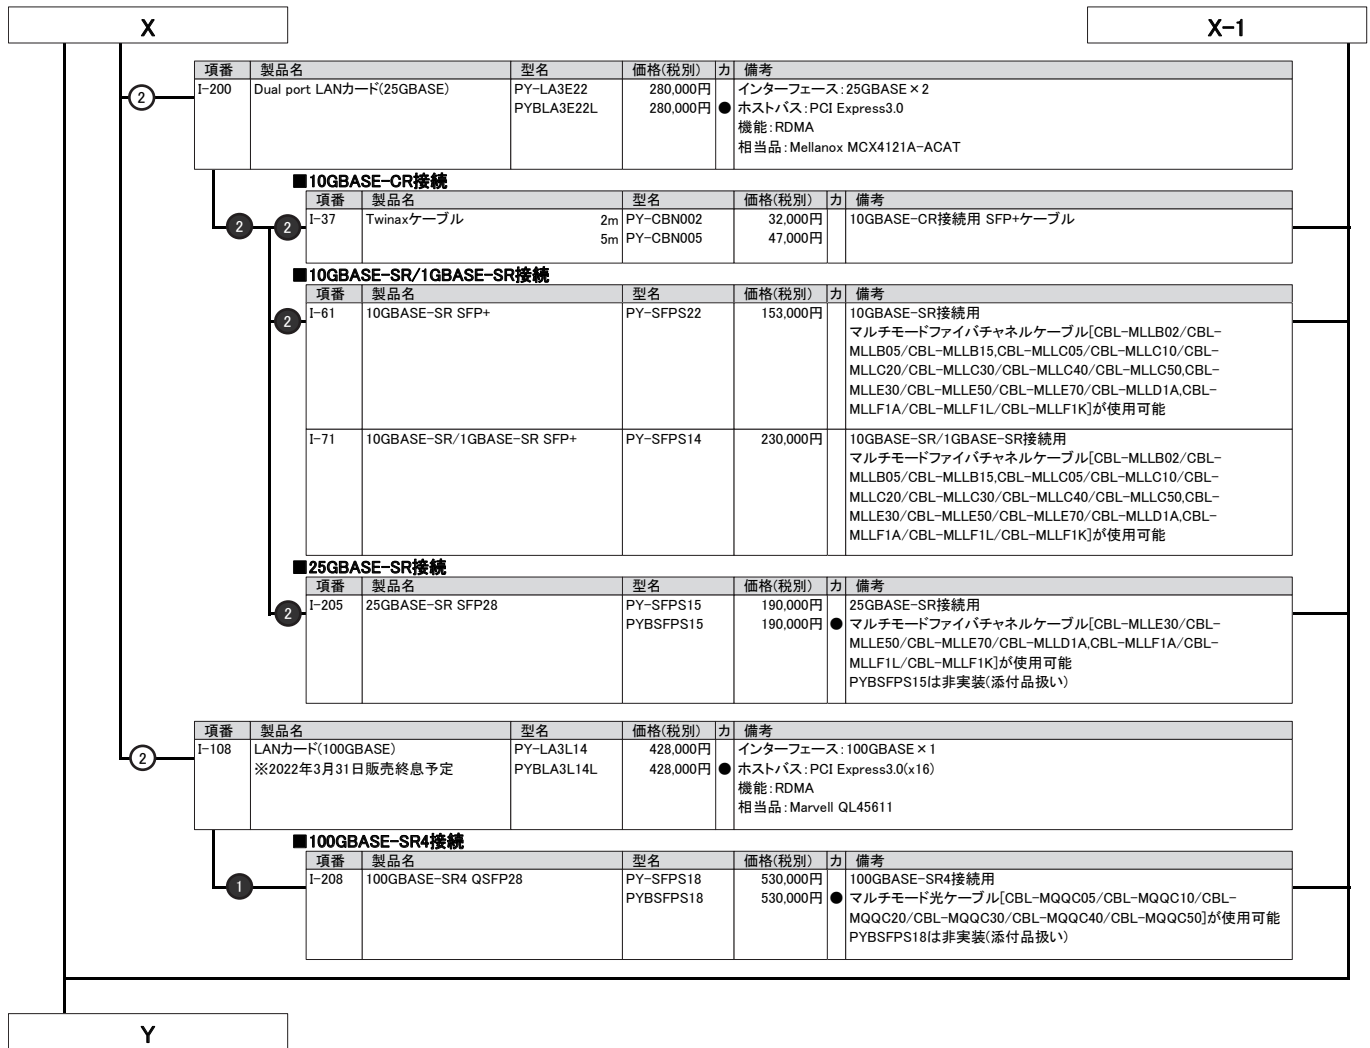 X
X-1
項番 製品名 型名 価格(税別) カ 備考
② I-200 Dual port LANカード(25GBASE) PY-LA3E22 280,000円 インターフェース:25GBASE×2
PYBLA3E22L 280,000円 ● ホストバス:PCI Express3.0
機能:RDMA
相当品:Mellanox MCX4121A-ACAT
■10GBASE-CR接続
項番 製品名 型名 価格(税別) カ 備考
2 2 I-37 Twinaxケーブル 2m PY-CBN002 32,000円 10GBASE-CR接続用 SFP+ケーブル
5m PY-CBN005 47,000円
■10GBASE-SR/1GBASE-SR接続
項番 製品名 型名 価格(税別) カ 備考
2 I-61 10GBASE-SR SFP+ PY-SFPS22 153,000円 10GBASE-SR接続用
マルチモードファイバチャネルケーブル[CBL-MLLB02/CBL-
MLLB05/CBL-MLLB15,CBL-MLLC05/CBL-MLLC10/CBL-
MLLC20/CBL-MLLC30/CBL-MLLC40/CBL-MLLC50,CBL-
MLLE30/CBL-MLLE50/CBL-MLLE70/CBL-MLLD1A,CBL-
MLLF1A/CBL-MLLF1L/CBL-MLLF1K]が使用可能
I-71 10GBASE-SR/1GBASE-SR SFP+ PY-SFPS14 230,000円 10GBASE-SR/1GBASE-SR接続用
マルチモードファイバチャネルケーブル[CBL-MLLB02/CBL-
MLLB05/CBL-MLLB15,CBL-MLLC05/CBL-MLLC10/CBL-
MLLC20/CBL-MLLC30/CBL-MLLC40/CBL-MLLC50,CBL-
MLLE30/CBL-MLLE50/CBL-MLLE70/CBL-MLLD1A,CBL-
MLLF1A/CBL-MLLF1L/CBL-MLLF1K]が使用可能
■25GBASE-SR接続
項番 製品名 型名 価格(税別) カ 備考
2 I-205 25GBASE-SR SFP28 PY-SFPS15 190,000円 25GBASE-SR接続用
PYBSFPS15 190,000円 ● マルチモードファイバチャネルケーブル[CBL-MLLE30/CBL-
MLLE50/CBL-MLLE70/CBL-MLLD1A,CBL-MLLF1A/CBL-
MLLF1L/CBL-MLLF1K]が使用可能
PYBSFPS15は非実装(添付品扱い)
項番 製品名 型名 価格(税別) カ 備考
② I-108 LANカード(100GBASE) PY-LA3L14 428,000円 インターフェース:100GBASE×1
※2022年3月31日販売終息予定 PYBLA3L14L 428,000円 ● ホストバス:PCI Express3.0(x16)
機能:RDMA
相当品:Marvell QL45611
■100GBASE-SR4接続
項番 製品名 型名 価格(税別) カ 備考
1 I-208 100GBASE-SR4 QSFP28 PY-SFPS18 530,000円 100GBASE-SR4接続用
PYBSFPS18 530,000円 ● マルチモード光ケーブル[CBL-MQQC05/CBL-MQQC10/CBL-
MQQC20/CBL-MQQC30/CBL-MQQC40/CBL-MQQC50]が使用可能
PYBSFPS18は非実装(添付品扱い)
Y